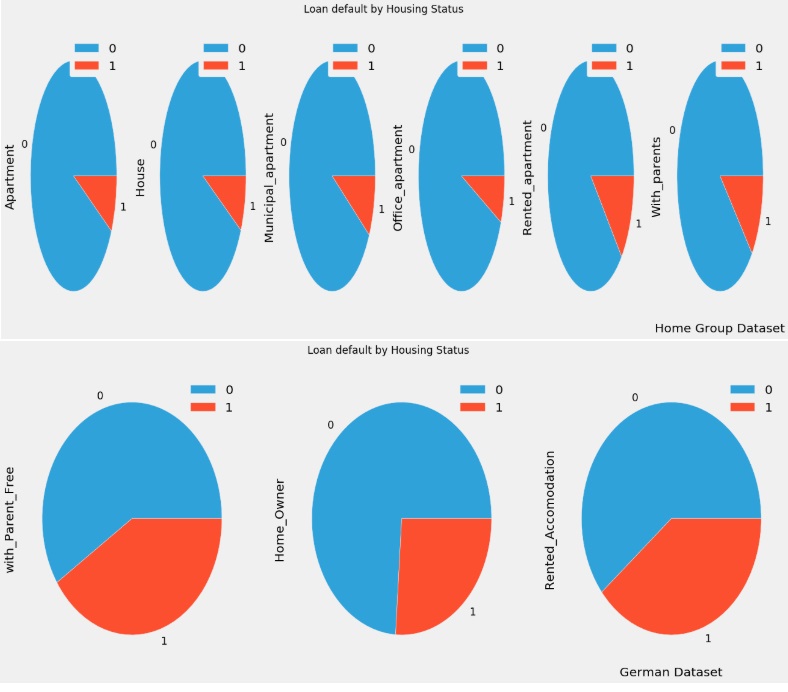 Loan default by Housing Status
0
1
0
1
0
1
0
1
0
1
0
1
Apartment
0
1
House
0
1
Municipal_apartment
0
1
Office_apartment
0
1
Rented_apartment
0
1
With_parents
0
1
Home Group Dataset
Loan default by Housing Status
0
1
0
1
0
1
with_Parent_Free
0
1
Home_Owner
0
1
Rented_Accomodation
0
1
German Dataset